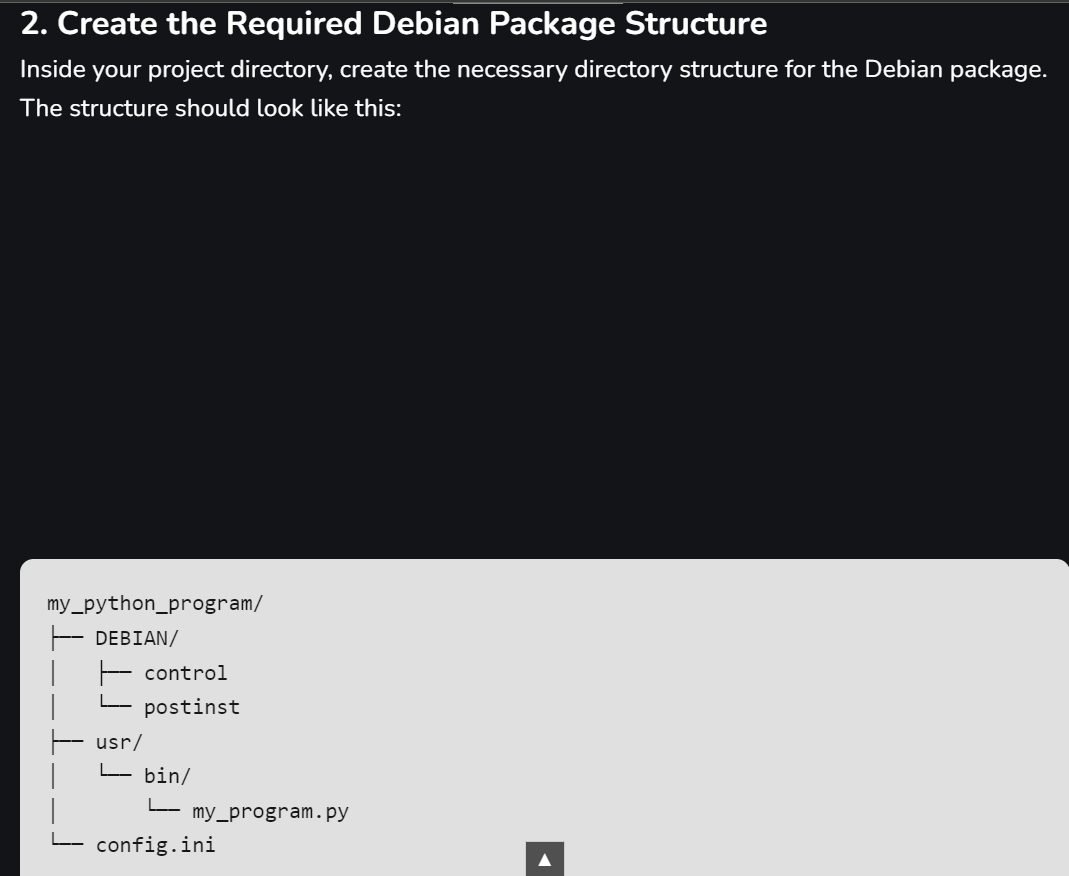 2. Create the Required Debian Package Structure
Inside your project directory, create the necessary directory structure for the Debian package.
The structure should look like this:
my_python_program/
├── DEBIAN/
│   ├── control
│   └── postinst
├── usr/
│   └── bin/
│       └── my_program.py
└── config.ini
▲